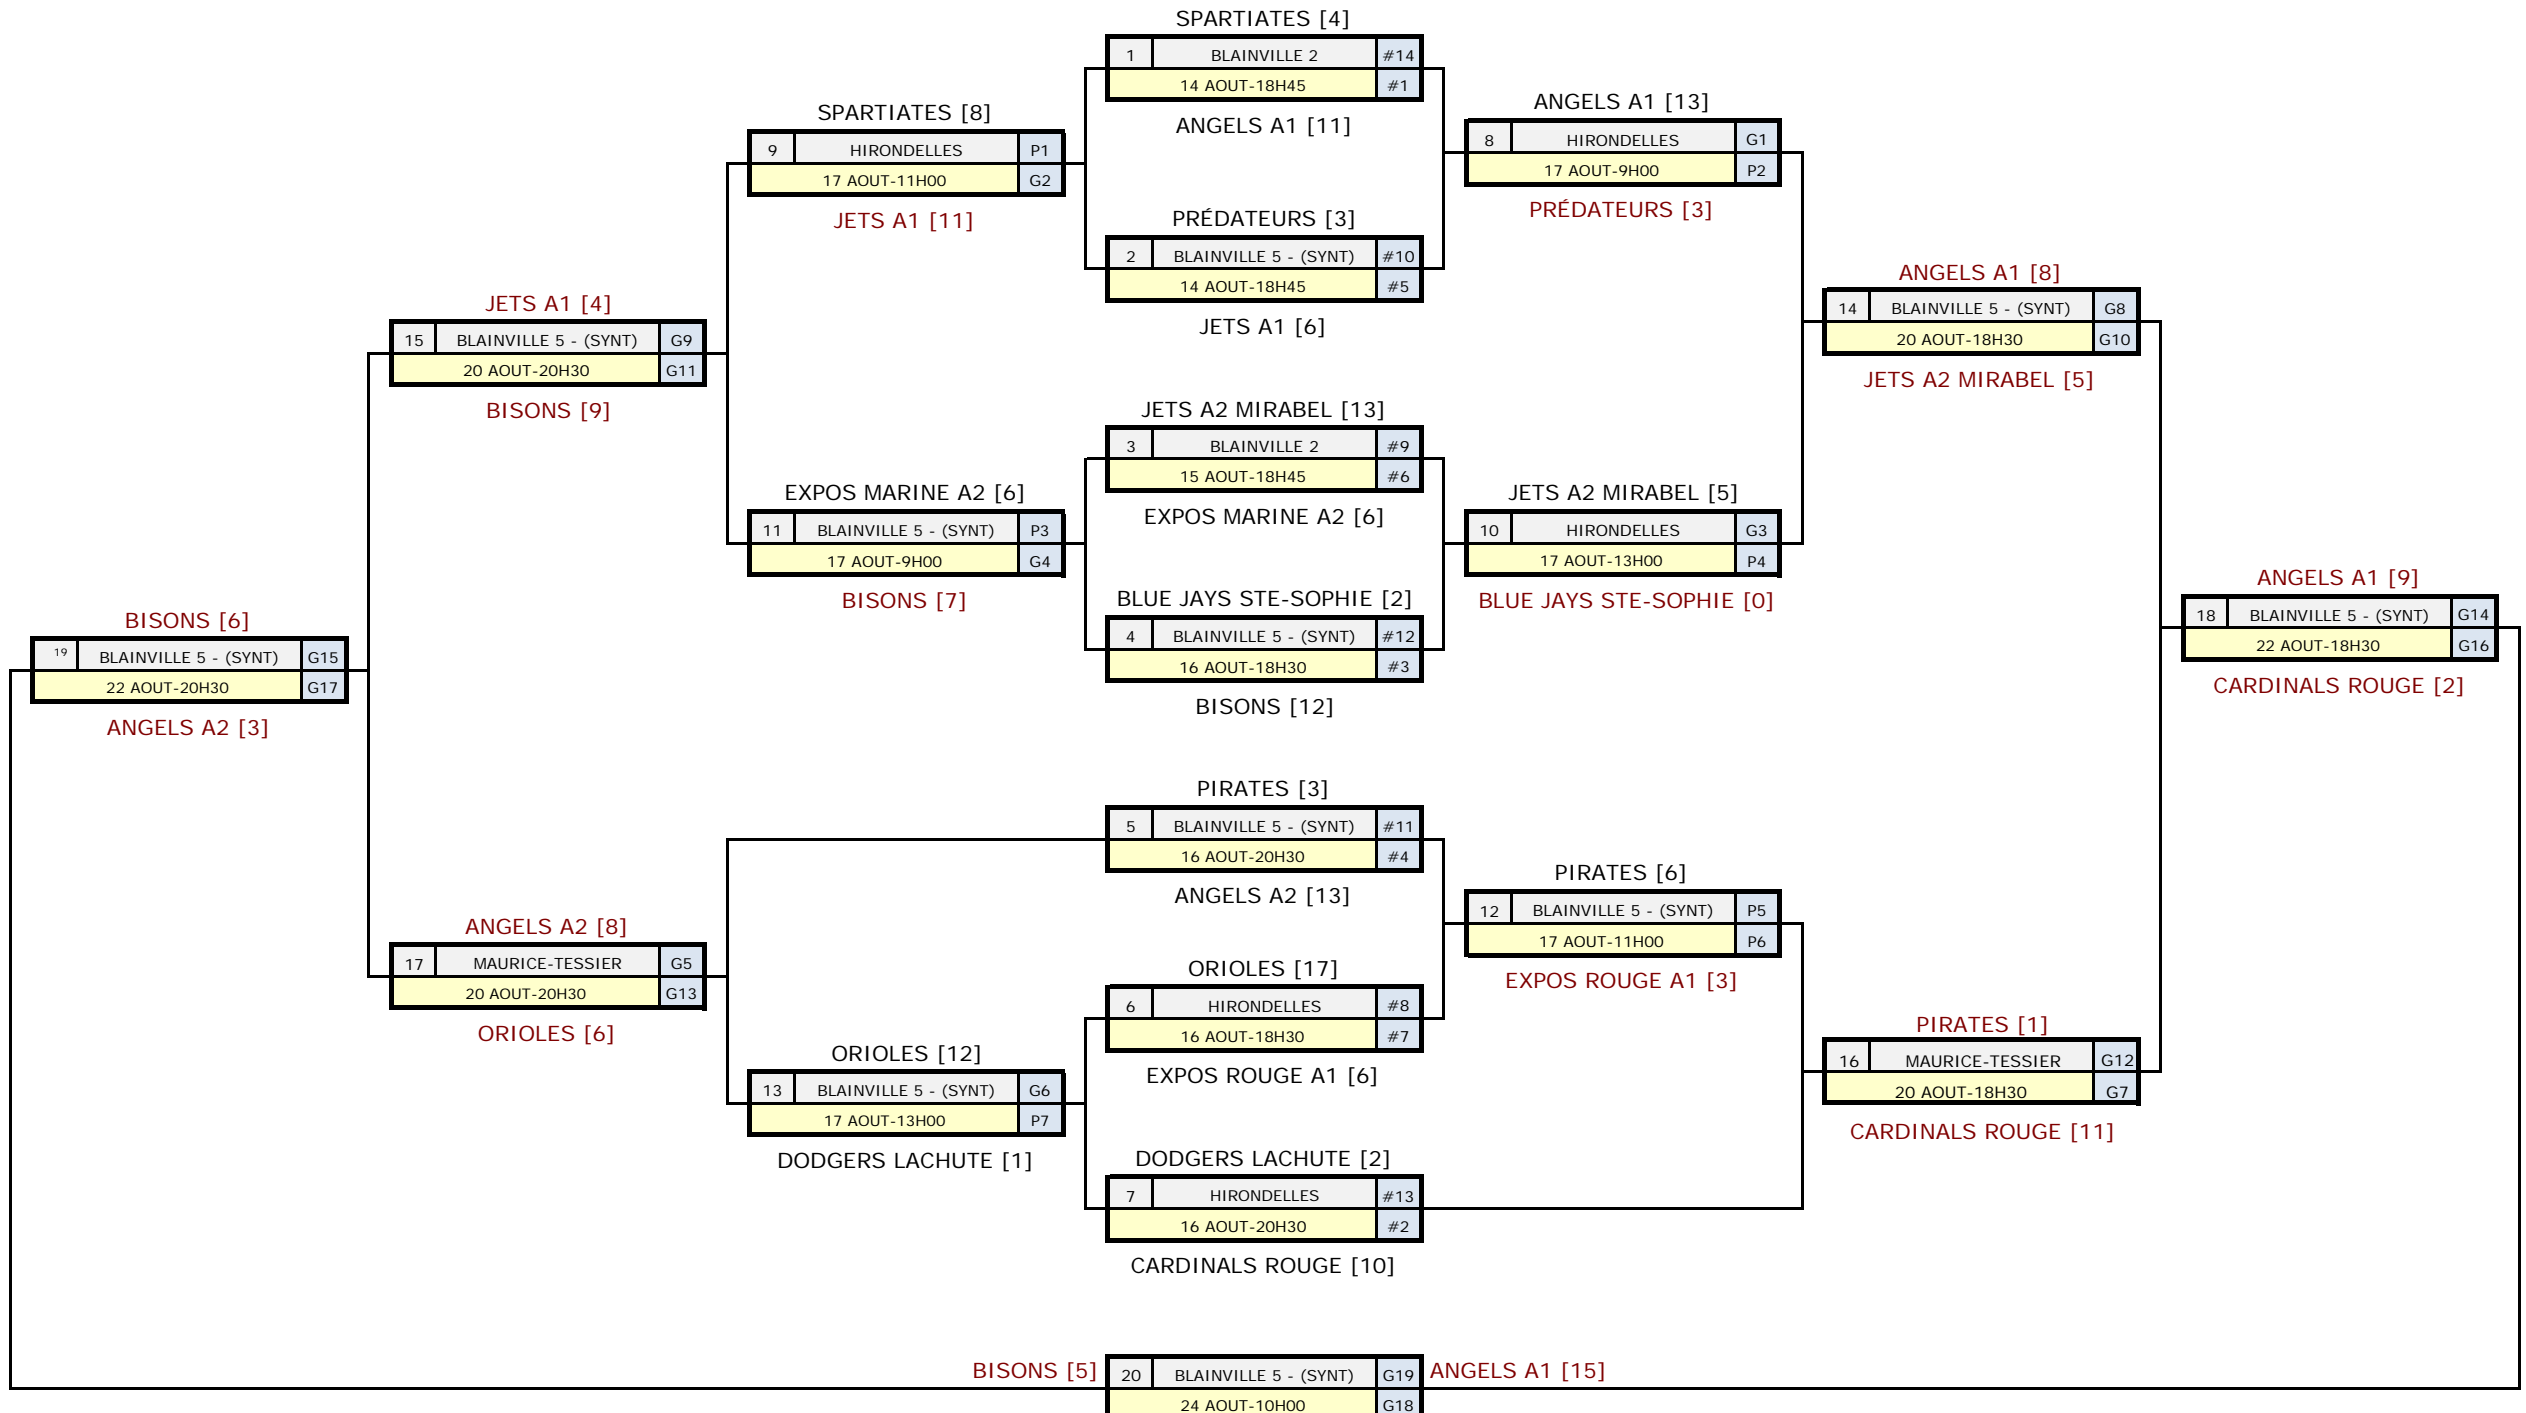 SPARTIATES [4]
1 BLAINVILLE 2 #14
14 AOUT-18H45 #1
ANGELS A1 [11]
PRÉDATEURS [3]
2 BLAINVILLE 5 - (SYNT) #10
14 AOUT-18H45 #5
JETS A1 [6]
JETS A2 MIRABEL [13]
3 BLAINVILLE 2 #9
15 AOUT-18H45 #6
EXPOS MARINE A2 [6]
BLUE JAYS STE-SOPHIE [2]
4 BLAINVILLE 5 - (SYNT) #12
16 AOUT-18H30 #3
BISONS [12]
PIRATES [3]
5 BLAINVILLE 5 - (SYNT) #11
16 AOUT-20H30 #4
ANGELS A2 [13]
ORIOLES [17]
6 HIRONDELLES #8
16 AOUT-18H30 #7
EXPOS ROUGE A1 [6]
DODGERS LACHUTE [2]
7 HIRONDELLES #13
16 AOUT-20H30 #2
CARDINALS ROUGE [10]
ANGELS A1 [13]
8 HIRONDELLES G1
17 AOUT-9H00 P2
PRÉDATEURS [3]
SPARTIATES [8]
9 HIRONDELLES P1
17 AOUT-11H00 G2
JETS A1 [11]
JETS A2 MIRABEL [5]
10 HIRONDELLES G3
17 AOUT-13H00 P4
BLUE JAYS STE-SOPHIE [0]
EXPOS MARINE A2 [6]
11 BLAINVILLE 5 - (SYNT) P3
17 AOUT-9H00 G4
BISONS [7]
PIRATES [6]
12 BLAINVILLE 5 - (SYNT) P5
17 AOUT-11H00 P6
EXPOS ROUGE A1 [3]
ORIOLES [12]
13 BLAINVILLE 5 - (SYNT) G6
17 AOUT-13H00 P7
DODGERS LACHUTE [1]
ANGELS A1 [8]
14 BLAINVILLE 5 - (SYNT) G8
20 AOUT-18H30 G10
JETS A2 MIRABEL [5]
JETS A1 [4]
15 BLAINVILLE 5 - (SYNT) G9
20 AOUT-20H30 G11
BISONS [9]
PIRATES [1]
16 MAURICE-TESSIER G12
20 AOUT-18H30 G7
CARDINALS ROUGE [11]
ANGELS A2 [8]
17 MAURICE-TESSIER G5
20 AOUT-20H30 G13
ORIOLES [6]
ANGELS A1 [9]
18 BLAINVILLE 5 - (SYNT) G14
22 AOUT-18H30 G16
CARDINALS ROUGE [2]
BISONS [6]
19 BLAINVILLE 5 - (SYNT) G15
22 AOUT-20H30 G17
ANGELS A2 [3]
BISONS [5] 20 BLAINVILLE 5 - (SYNT) G19 ANGELS A1 [15]
24 AOUT-10H00 G18